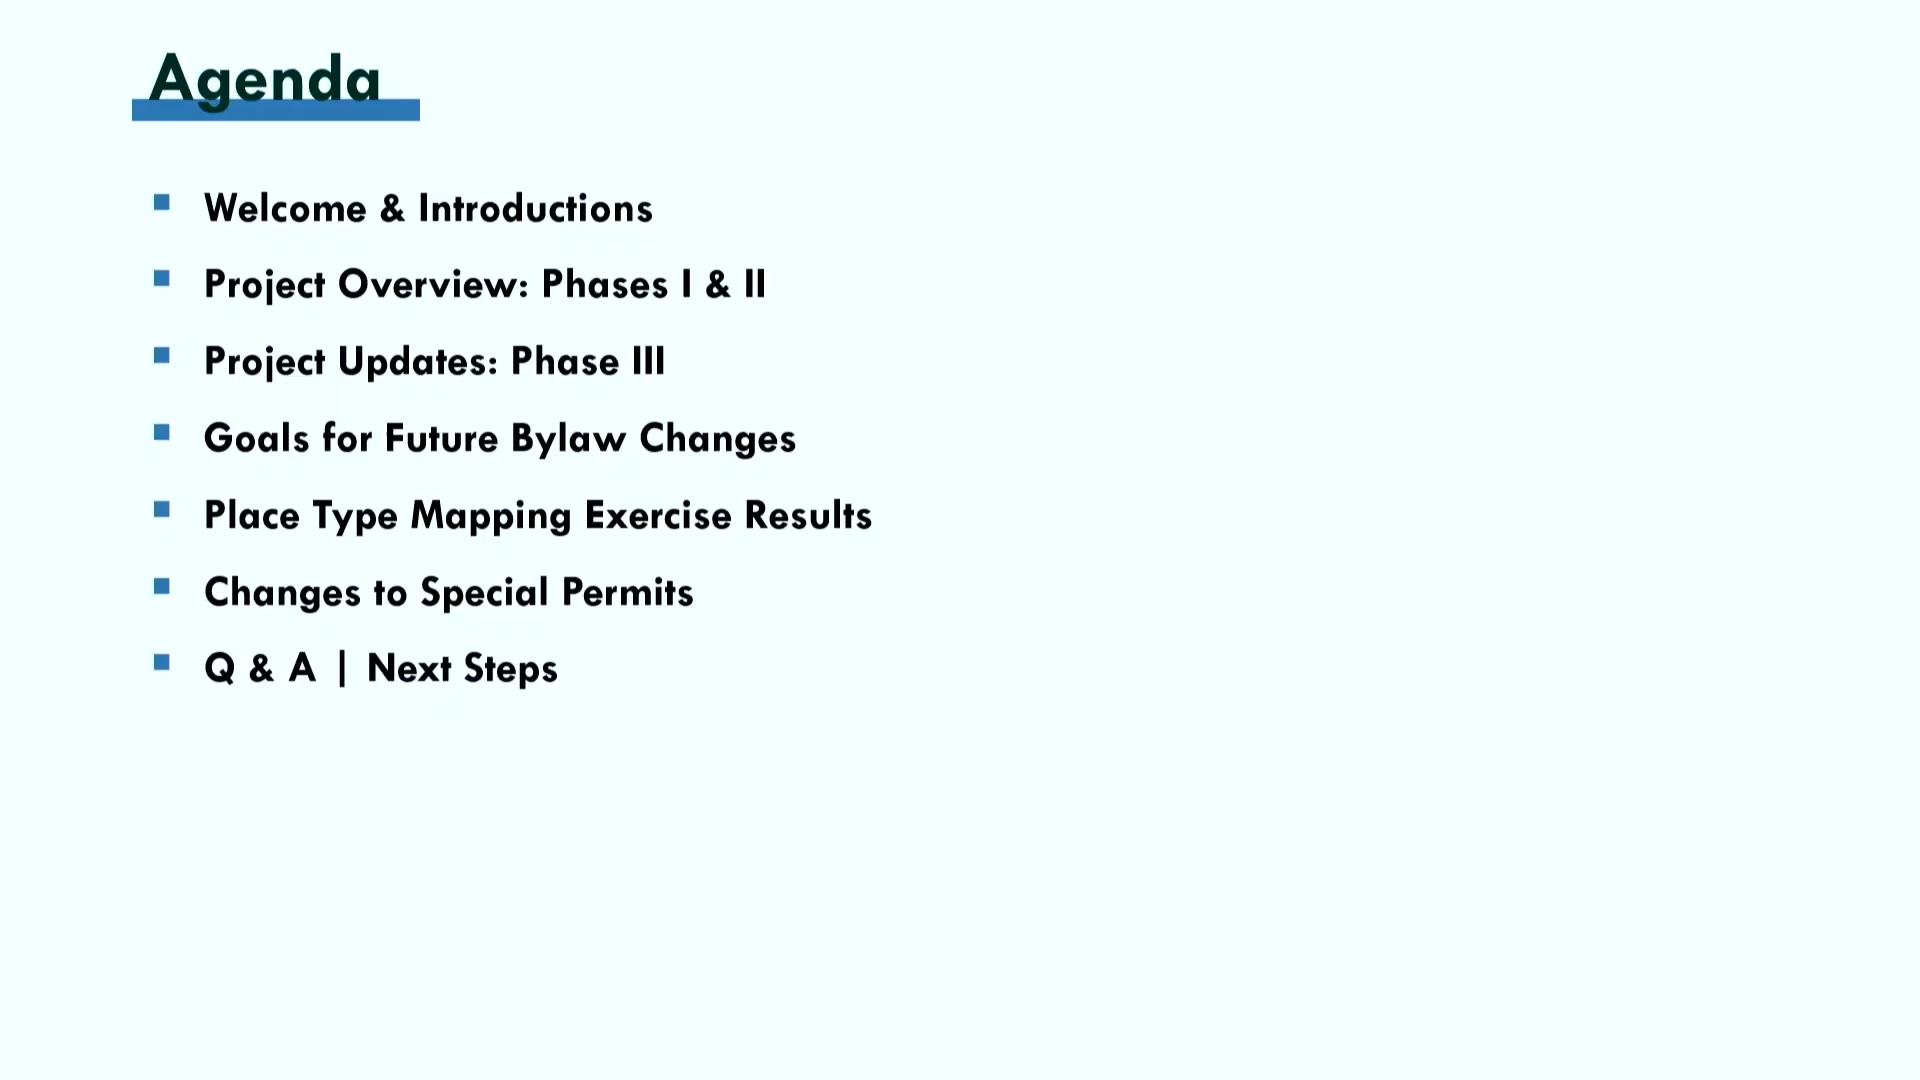 Agenda
Welcome & Introductions
Project Overview: Phases I & II
Project Updates: Phase III
Goals for Future Bylaw Changes
Place Type Mapping Exercise Results
Changes to Special Permits
Q & A | Next Steps